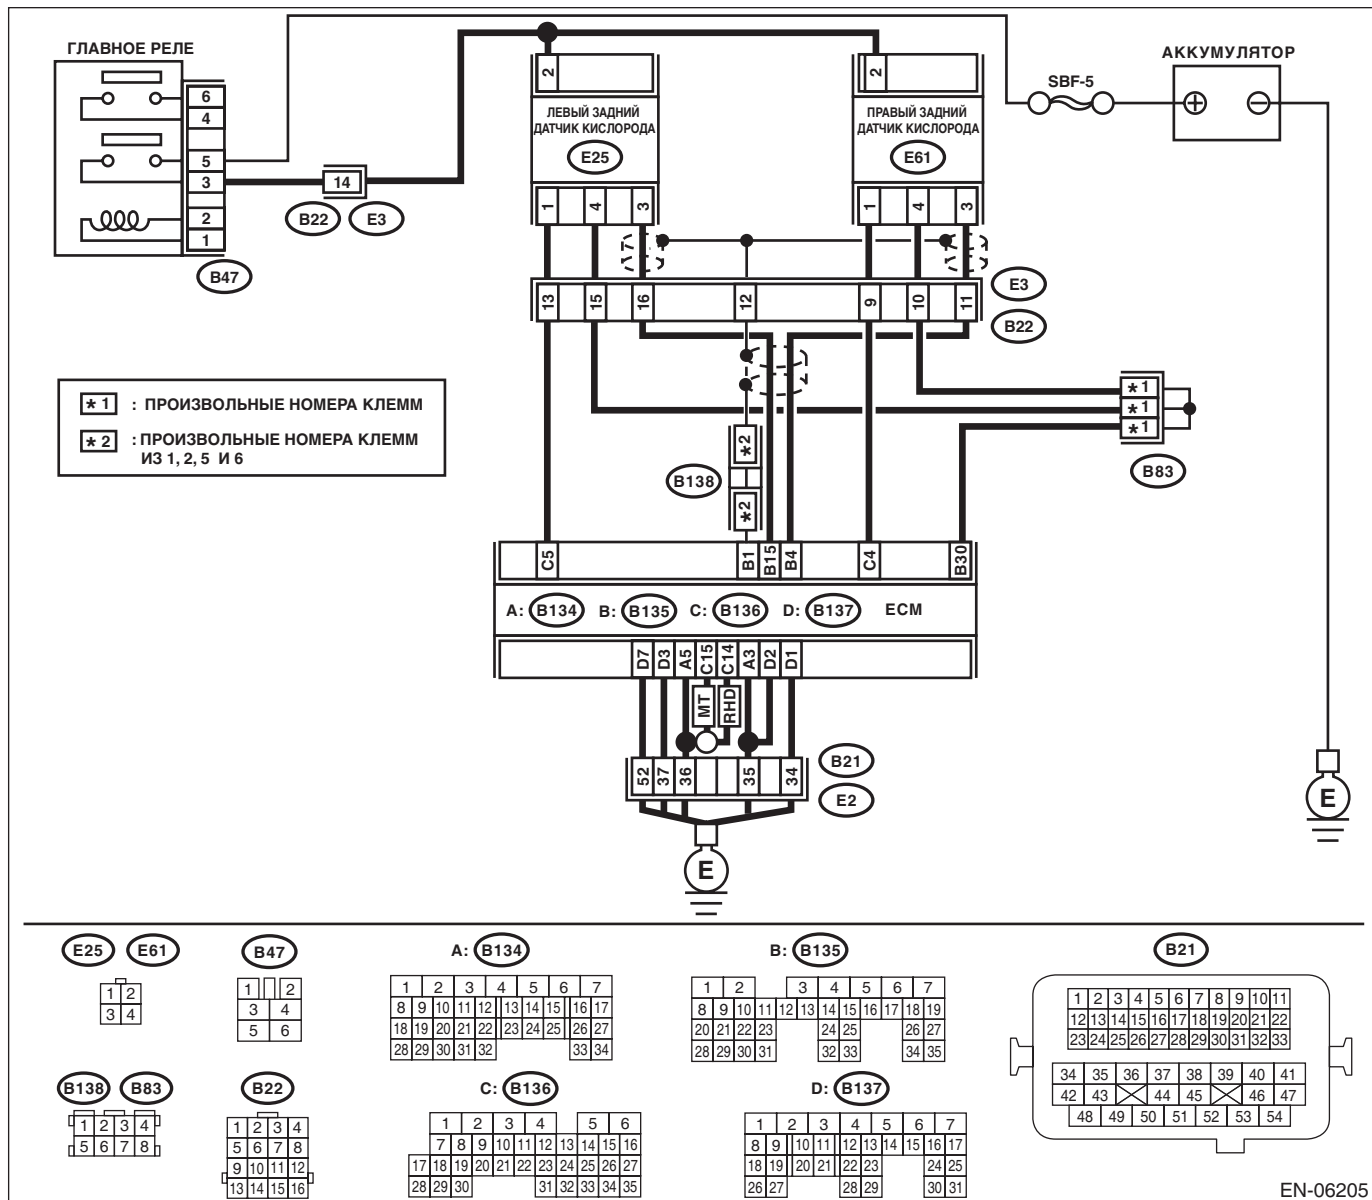 ГЛАВНОЕ РЕЛЕ
6
4
5
3
2
1
B47
14
B22 E3
2
ЛЕВЫЙ ЗАДНИЙ
ДАТЧИК КИСЛОРОДА
E25
1 4 3
2
ПРАВЫЙ ЗАДНИЙ
ДАТЧИК КИСЛОРОДА
E61
1 4 3
SBF-5
АККУМУЛЯТОР
+ −
13 15 16 12 9 10 11
E3
B22
* 1 : ПРОИЗВОЛЬНЫЕ НОМЕРА КЛЕММ
* 2 : ПРОИЗВОЛЬНЫЕ НОМЕРА КЛЕММ
ИЗ 1, 2, 5 И 6
* 1
* 1
* 1
B83
*2
B138
*2
C5 B1 B15 B4 C4 B30
A: B134 B: B135 C: B136 D: B137 ECM
D7 D3 A5 C15 C14 A3 D2 D1
MT RHD
52 37 36 35 34
B21
E2
E
E
E25 E61
1 2
3 4
B47
1 2
3 4
5 6
A: B134
1 2 3 4 5 6 7
8 9 10 11 12 13 14 15 16 17
18 19 20 21 22 23 24 25 26 27
28 29 30 31 32 33 34
B: B135
1 2 3 4 5 6 7
8 9 10 11 12 13 14 15 16 17 18 19
20 21 22 23 24 25 26 27
28 29 30 31 32 33 34 35
B21
1 2 3 4 5 6 7 8 9 10 11
12 13 14 15 16 17 18 19 20 21 22
23 24 25 26 27 28 29 30 31 32 33
34 35 36 37 38 39 40 41
42 43 44 45 46 47
48 49 50 51 52 53 54
B138 B83
1 2 3 4
5 6 7 8
B22
1 2 3 4
5 6 7 8
9 10 11 12
13 14 15 16
C: B136
1 2 3 4 5 6
7 8 9 10 11 12 13 14 15 16
17 18 19 20 21 22 23 24 25 26 27
28 29 30 31 32 33 34 35
D: B137
1 2 3 4 5 6 7
8 9 10 11 12 13 14 15 16 17
18 19 20 21 22 23 24 25
26 27 28 29 30 31
EN-06205